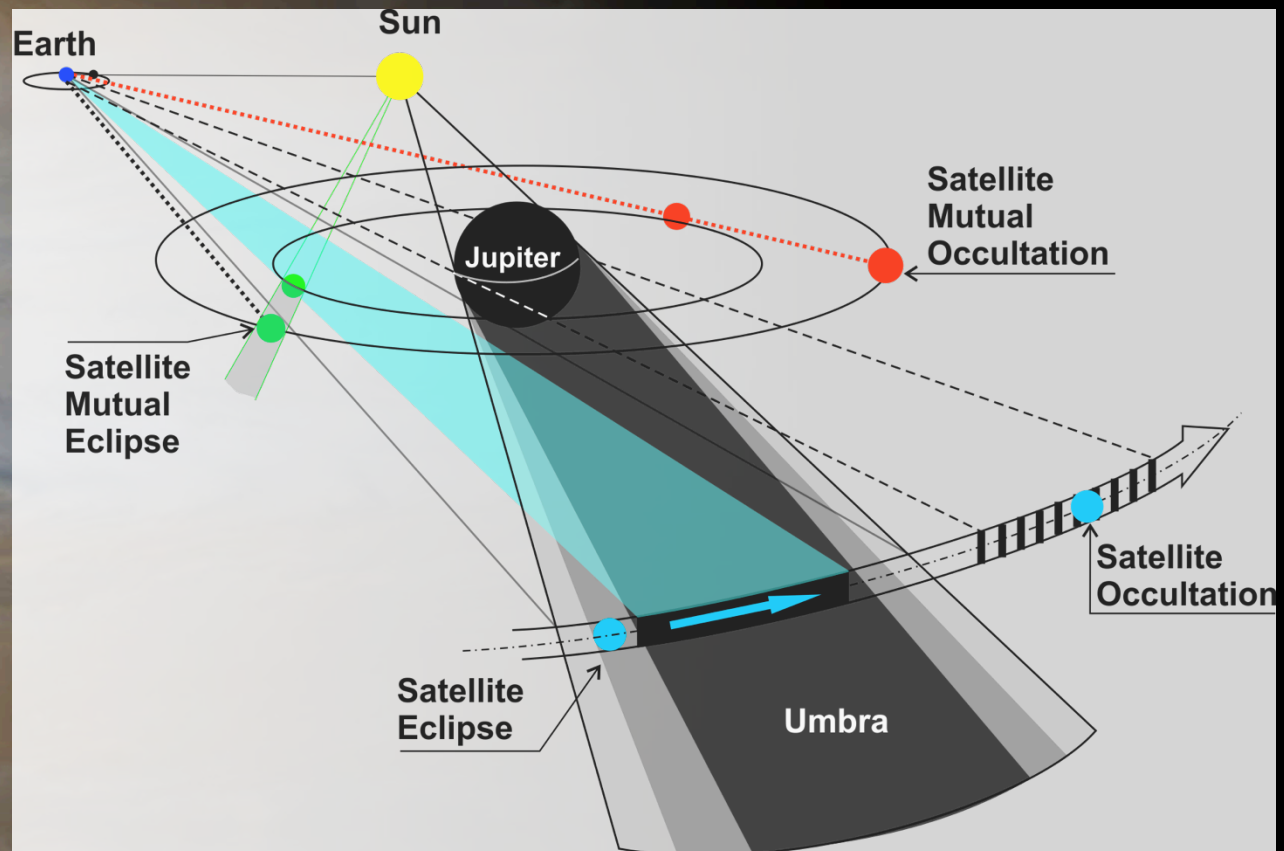 Sun
Earth
Satellite
Mutual
Occultation
Jupiter
Satellite
Mutual
Eclipse
Satellite
Occultation
Satellite
Eclipse
Umbra